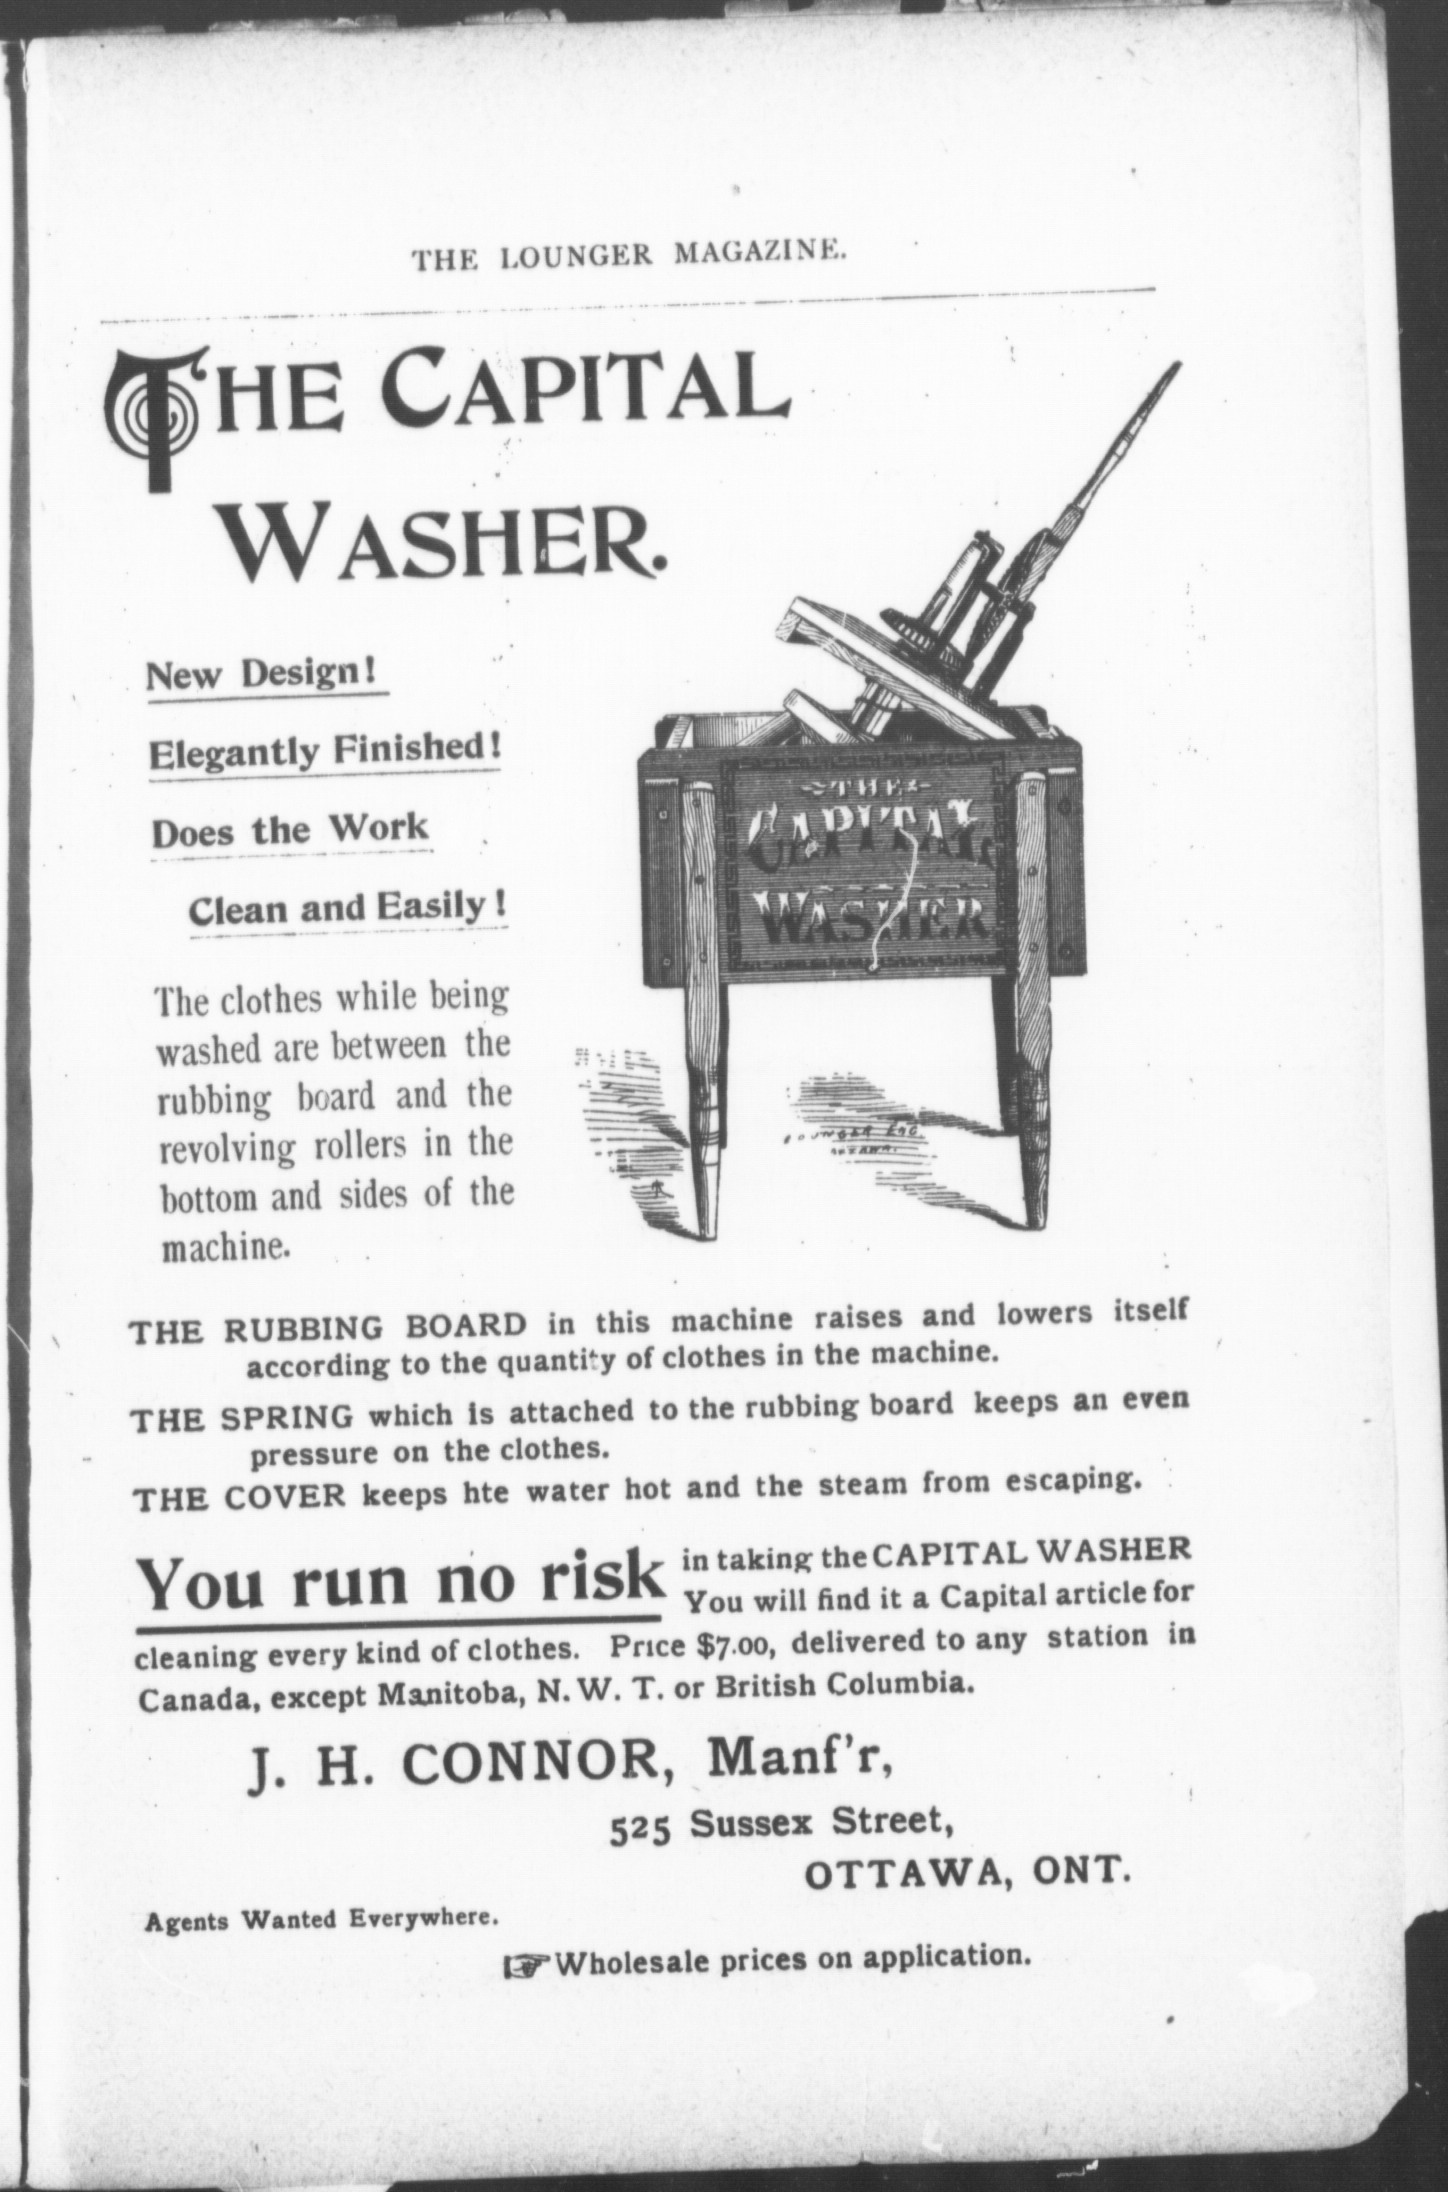 THE LOUNGER MAGAZINE.
THE CAPITAL
WASHER.
New Design!
Elegantly Finished!
Does the Work
Clean and Easily!
The clothes while being
washed are between the
rubbing board and the
revolving rollers in the
bottom and sides of the
machine.
THE
CAPITAL
WASHER
LOUNGER ENG.
OTTAWA.
THE RUBBING BOARD in this machine raises and lowers itself
according to the quantity of clothes in the machine.
THE SPRING which is attached to the rubbing board keeps an even
pressure on the clothes.
THE COVER keeps hte water hot and the steam from escaping.
You run no risk in taking the CAPITAL WASHER
You will find it a Capital article for
cleaning every kind of clothes. Price $7.00, delivered to any station in
Canada, except Manitoba, N. W. T. or British Columbia.
J. H. CONNOR, Manf'r,
525 Sussex Street,
OTTAWA, ONT.
Agents Wanted Everywhere.
☞Wholesale prices on application.